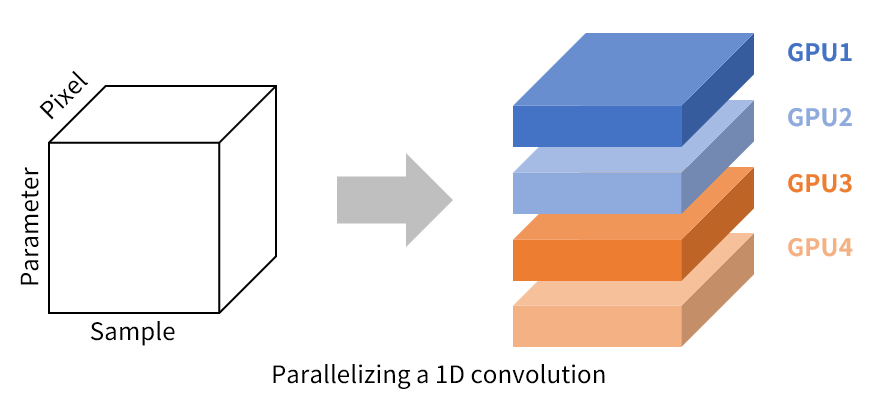 Pixel
Parameter
Sample
GPU1
GPU2
GPU3
GPU4
Parallelizing a 1D convolution